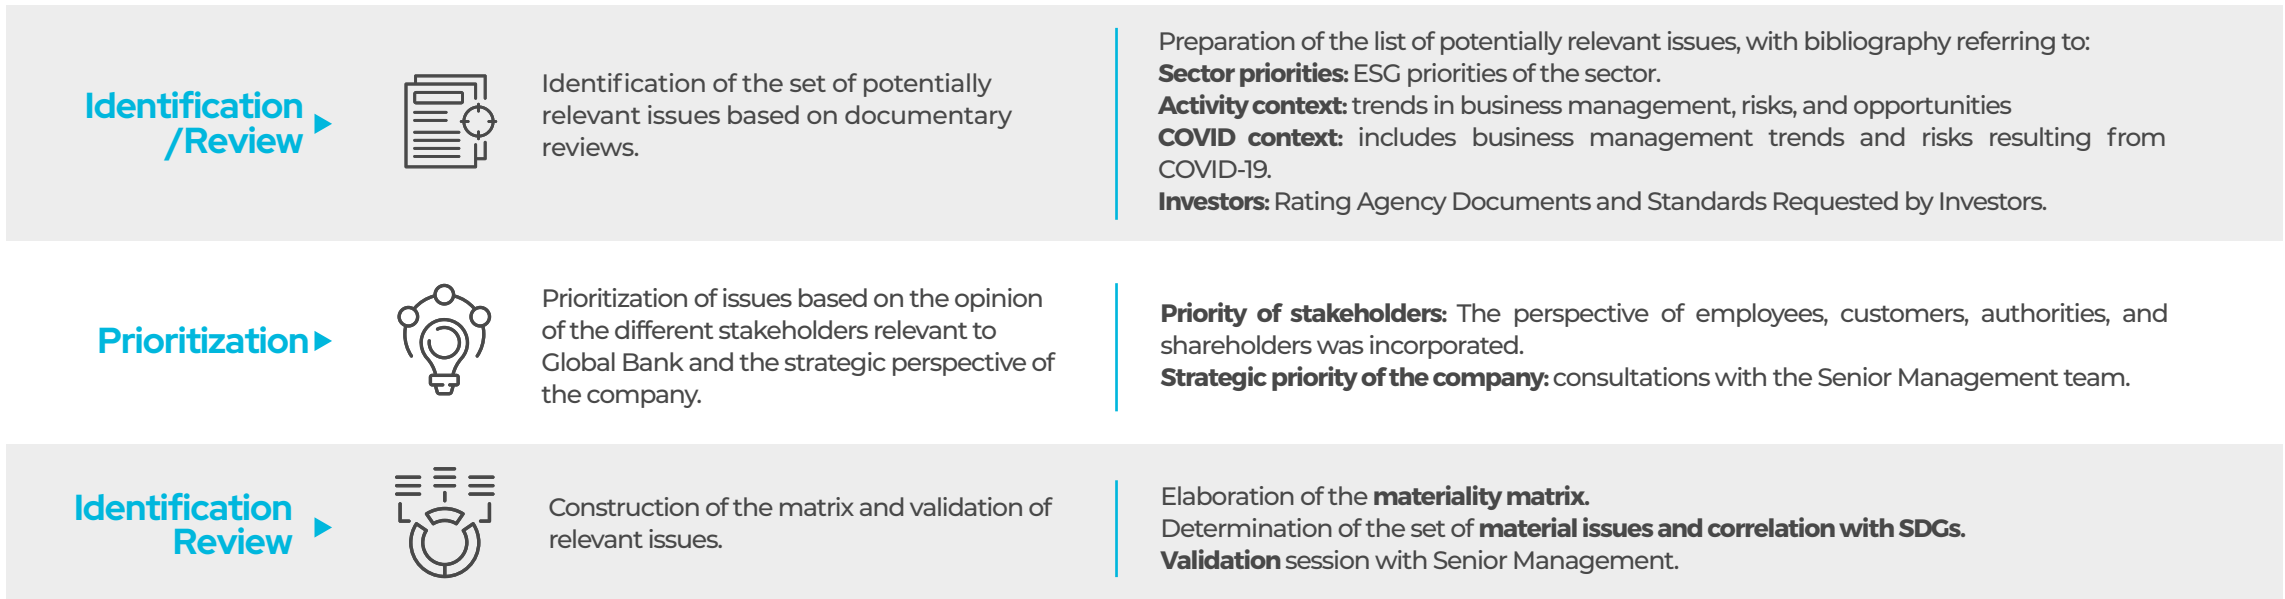 Identification
/Review
Identification of the set of potentially
relevant issues based on documentary
reviews.
Preparation of the list of potentially relevant issues, with bibliography referring to:
Sector priorities: ESG priorities of the sector.
Activity context: trends in business management, risks, and opportunities
COVID context: includes business management trends and risks resulting from
COVID-19.
Investors: Rating Agency Documents and Standards Requested by Investors.
Prioritization
Prioritization of issues based on the opinion
of the different stakeholders relevant to
Global Bank and the strategic perspective of
the company.
Priority of stakeholders: The perspective of employees, customers, authorities, and
shareholders was incorporated.
Strategic priority of the company: consultations with the Senior Management team.
Identification
Review
Construction of the matrix and validation of
relevant issues.
Elaboration of the materiality matrix.
Determination of the set of material issues and correlation with SDGs.
Validation session with Senior Management.